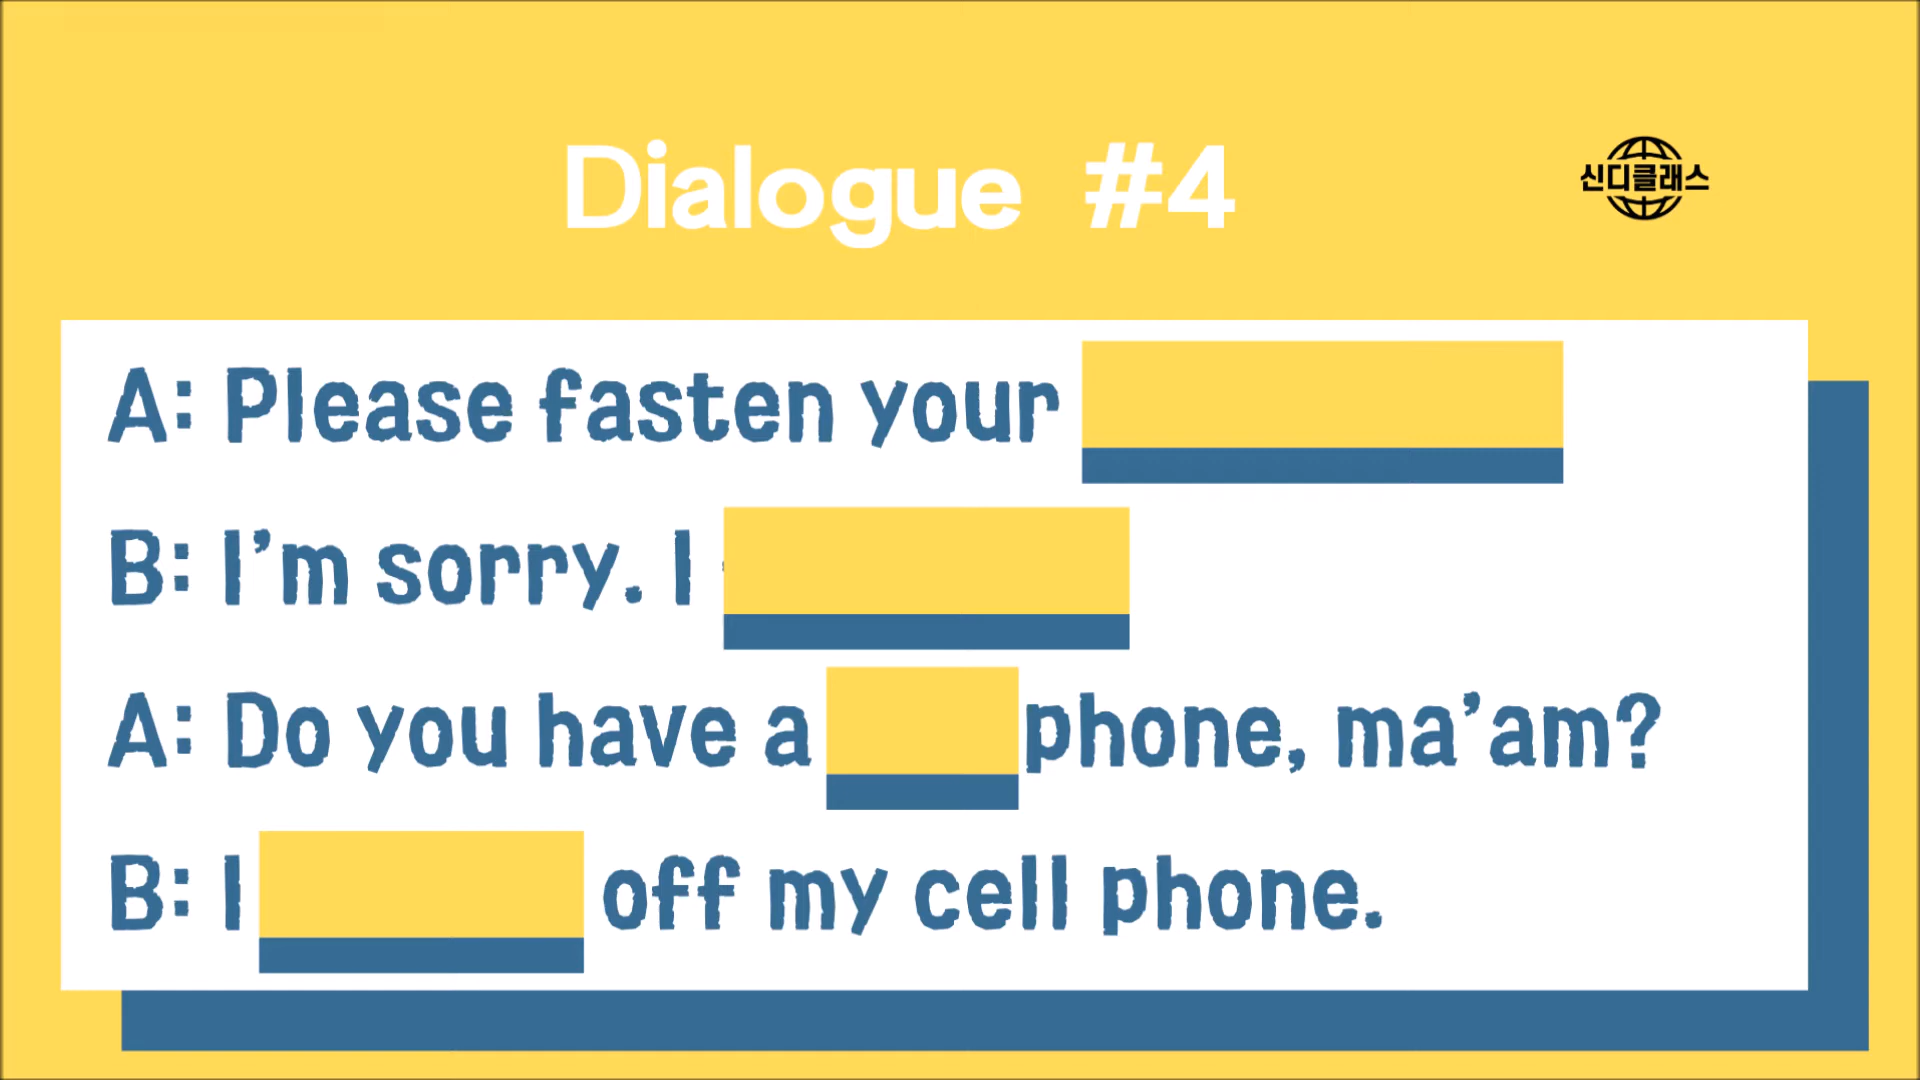 Dialogue #4
신디클래스
A: Please fasten your
B: I'm sorry. I
A: Do you have a phone, ma'am?
B: I off my cell phone.